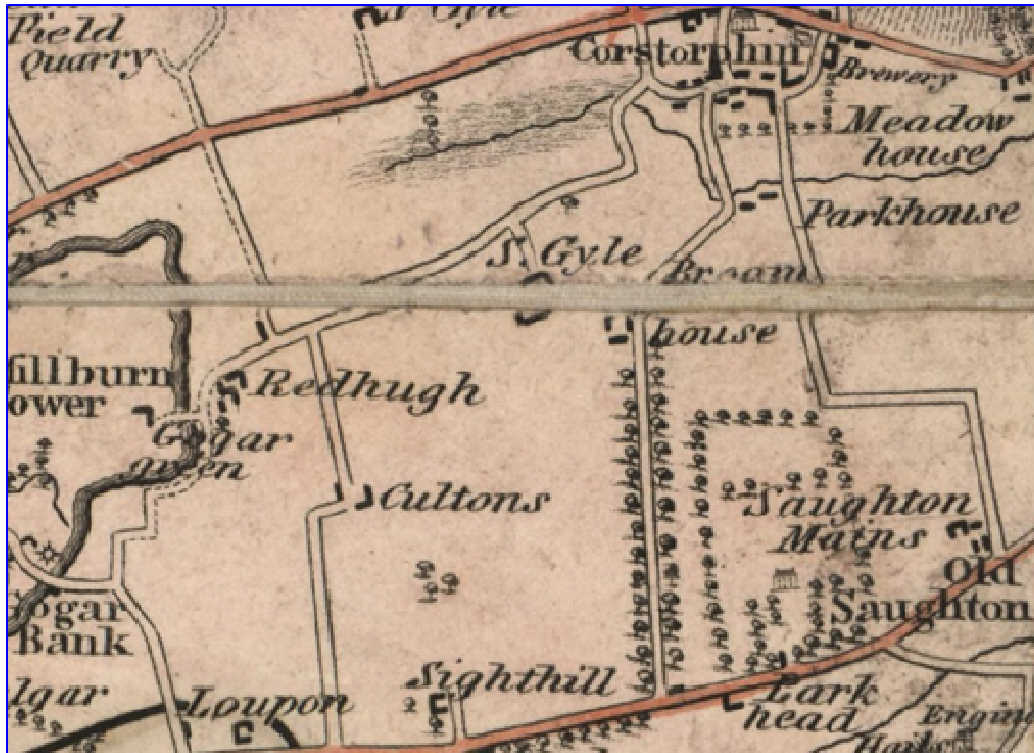 Field
Quarry
Corstorphin
Brewery
Meadow
house
Parkhouse
S. Gyle
Broom
house
Redhugh
Gogar
Green
Cultons
Saughton
Mains
Old
Saughton
Gogar
Bank
Sighthill
Loupon
Lark
head